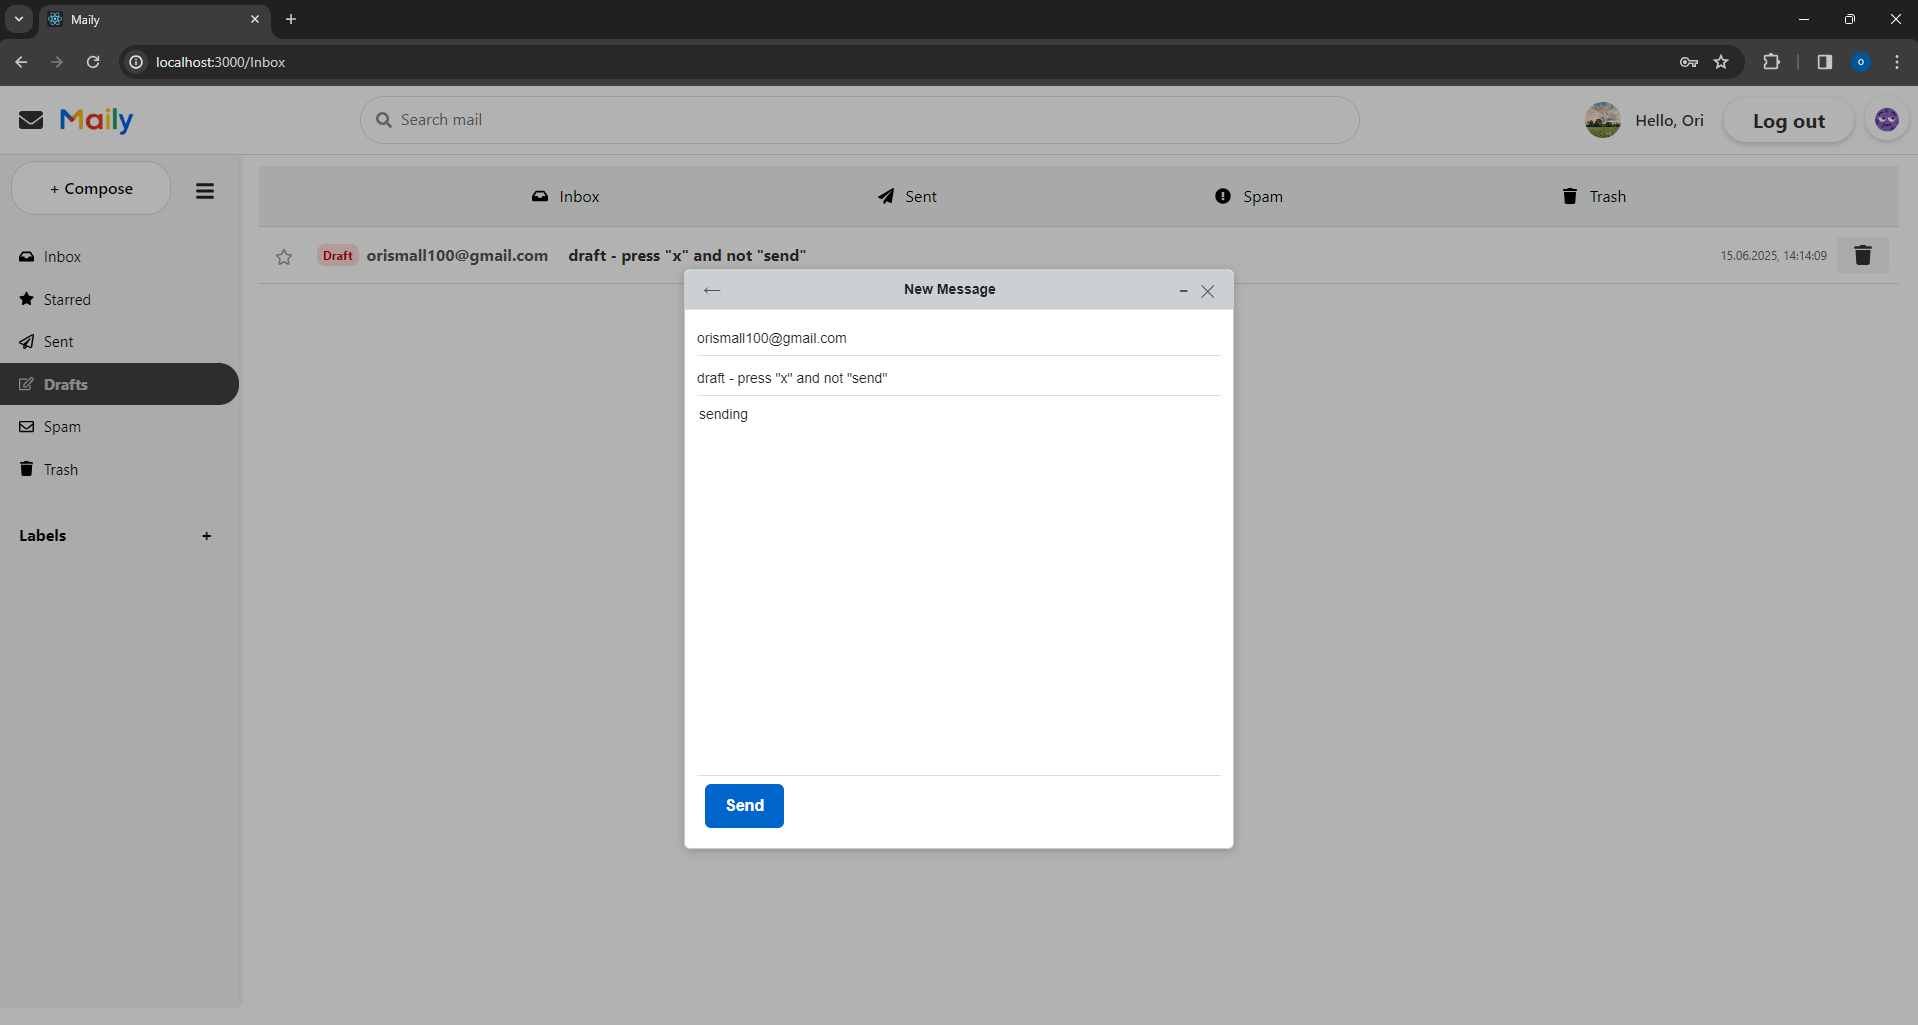 Maily
localhost:3000/Inbox
o
Maily
Search mail
Hello, Ori
Log out
+ Compose
Inbox
Sent
Spam
Trash
Inbox
Starred
Sent
Drafts
Spam
Trash
Labels
+
Draft orismall100@gmail.com draft - press "x" and not "send" 15.06.2025, 14:14:09
New Message
orismall100@gmail.com
draft - press "x" and not "send"
sending
Send